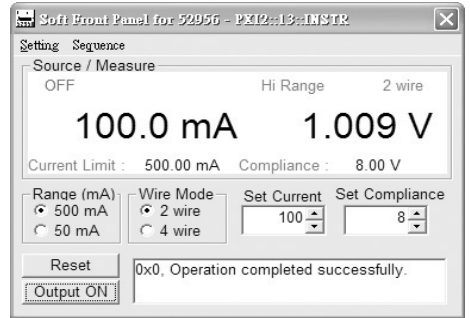 Soft Front Panel for 52956 - PXI2::13::INSTR
Setting Sequence
Source / Measure
OFF Hi Range 2 wire
100.0 mA 1.009 V
Current Limit : 500.00 mA Compliance : 8.00 V
Range (mA) Wire Mode Set Current Set Compliance
500 mA 2 wire 100 8
50 mA 4 wire
Reset
0x0, Operation completed successfully.
Output ON